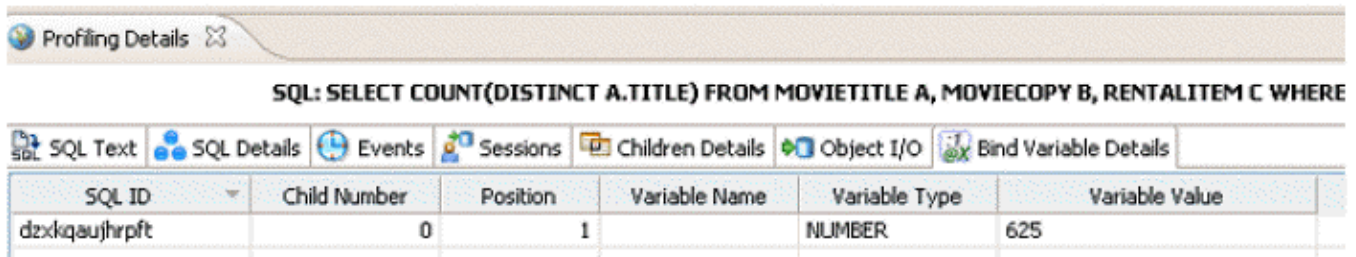 Profiling Details
SQL: SELECT COUNT(DISTINCT A.TITLE) FROM MOVIETITLE A, MOVIECOPY B, RENTALITEM C WHERE
SQL Text SQL Details Events Sessions Children Details Object I/O Bind Variable Details
SQL ID Child Number Position Variable Name Variable Type Variable Value
dzxkqaujhrpft 0 1 NUMBER 625